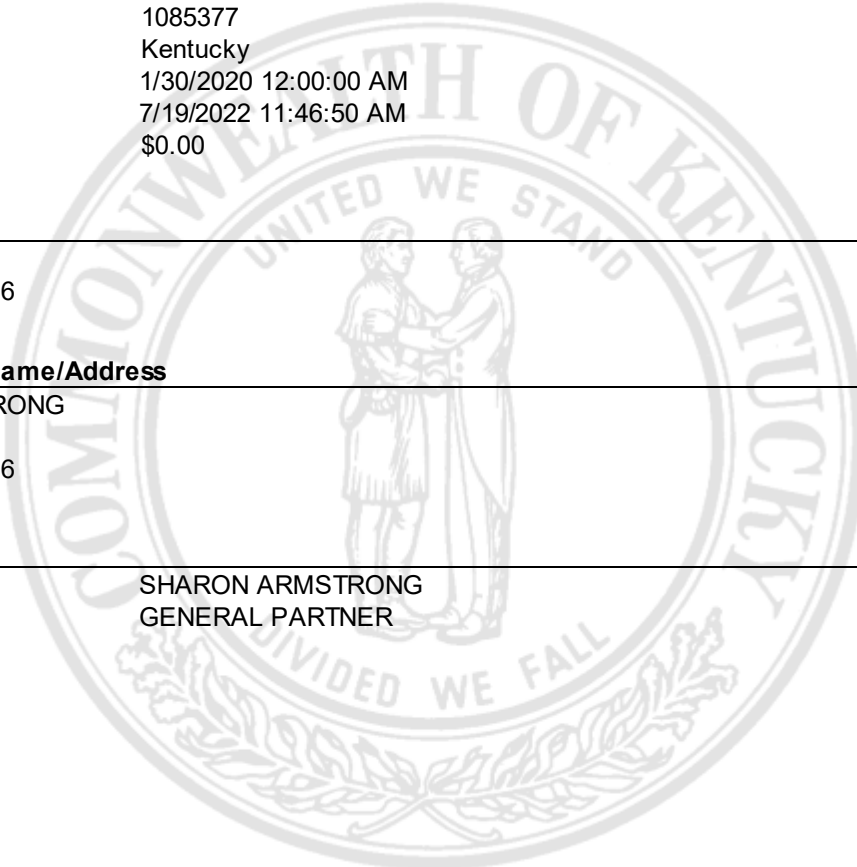 1085377
Kentucky
1/30/2020 12:00:00 AM
7/19/2022 11:46:50 AM
$0.00
COMMONWEALTH OF KENTUCKY
UNITED WE STAND
6
ame/Address
RONG
6
SHARON ARMSTRONG
GENERAL PARTNER
DIVIDED WE FALL